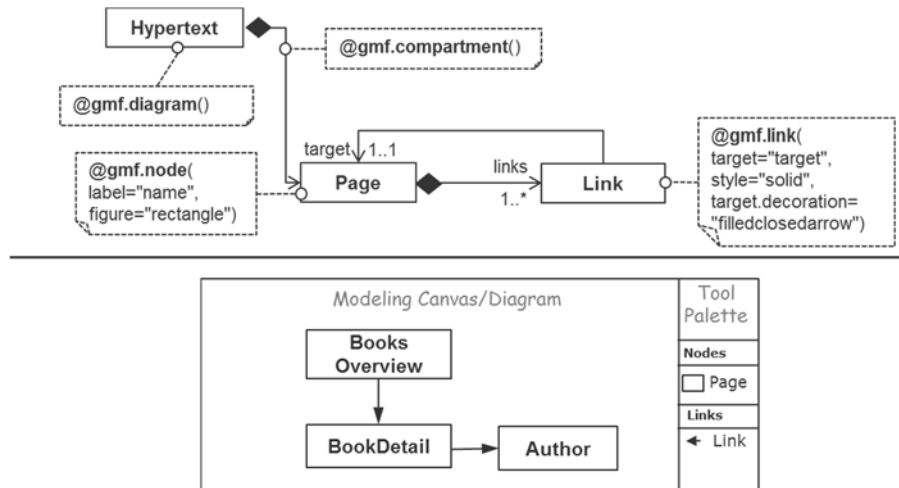 Hypertext
@gmf.compartment()
@gmf.diagram()
@gmf.node(
label="name",
figure="rectangle")
target
1..1
Page
links
1..*
Link
@gmf.link(
target="target",
style="solid",
target.decoration=
"filledclosedarrow")
Modeling Canvas/Diagram
Books
Overview
BookDetail
Author
Tool
Palette
Nodes
Page
Links
Link